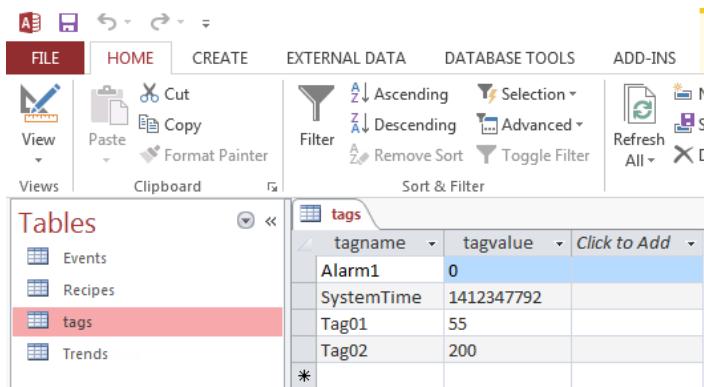 FILE HOME CREATE EXTERNAL DATA DATABASE TOOLS ADD-INS
View
Paste
Cut
Copy
Format Painter
Filter
Ascending
Descending
Remove Sort
Selection
Advanced
Toggle Filter
Refresh
All
Views Clipboard Sort & Filter
Tables
Events
Recipes
tags
Trends
tags
tagname tagvalue Click to Add
Alarm1 0
SystemTime 1412347792
Tag01 55
Tag02 200